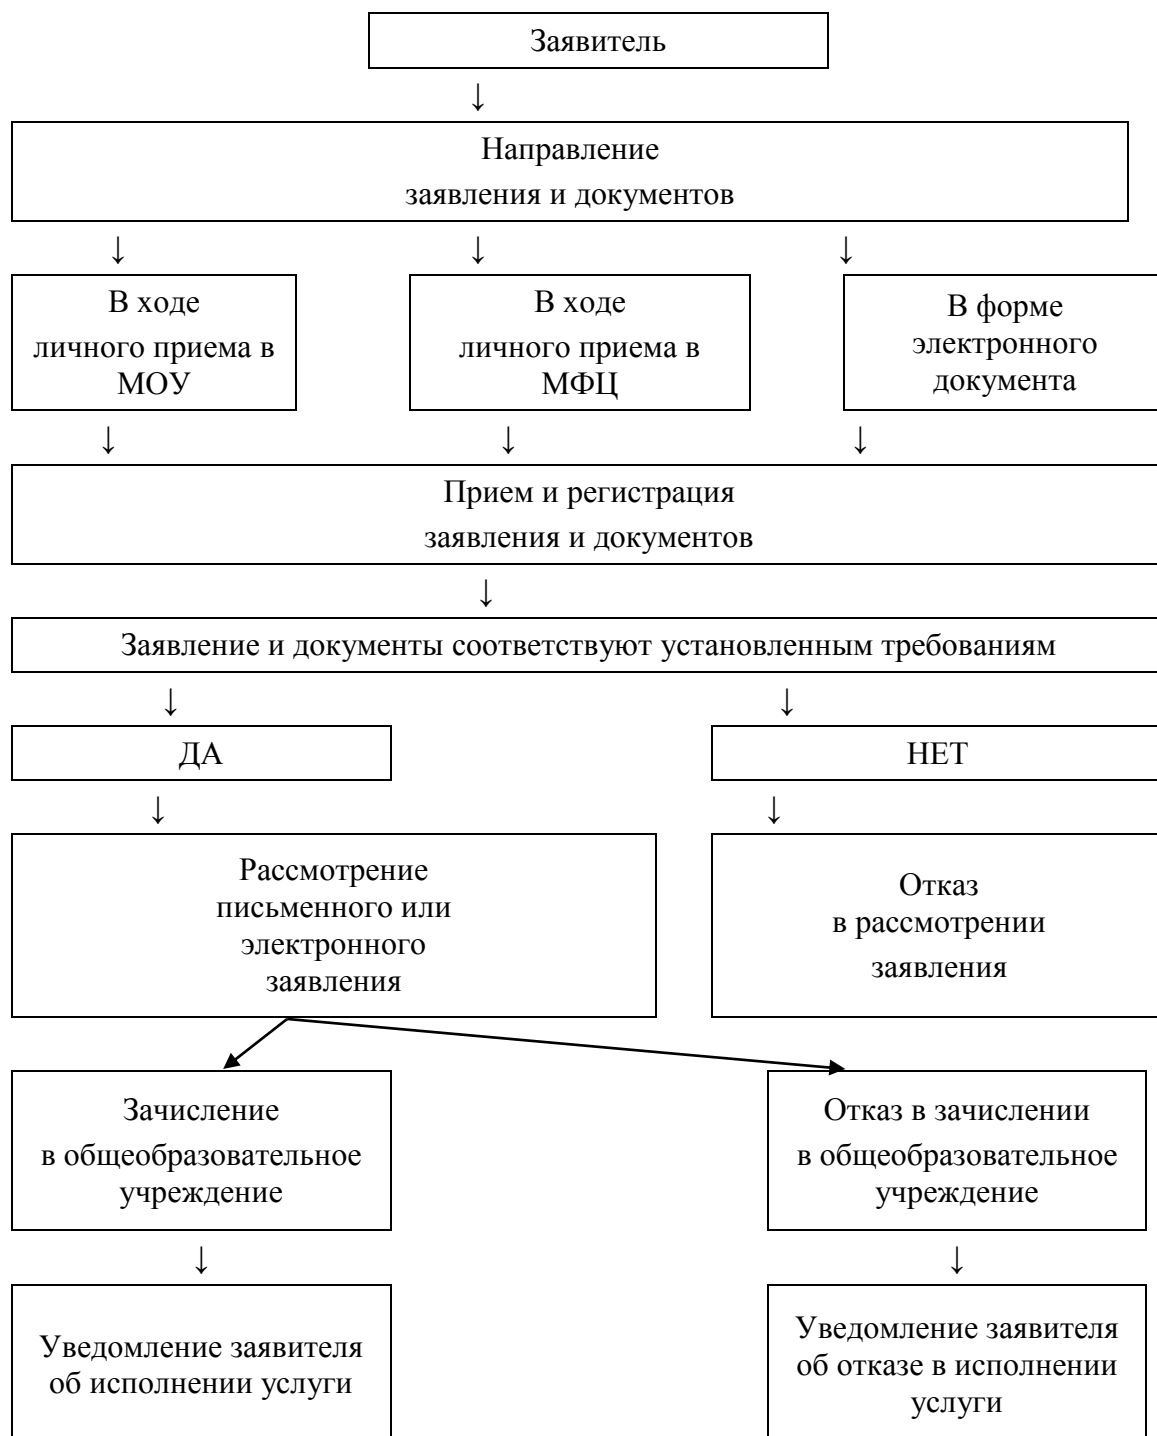 Заявитель
↓
Направление
заявления и документов
↓ ↓ ↓
В ходе
личного приема в
МОУ
В ходе
личного приема в
МФЦ
В форме
электронного
документа
↓ ↓ ↓
Прием и регистрация
заявления и документов
↓
Заявление и документы соответствуют установленным требованиям
↓ ↓
ДА
НЕТ
↓ ↓
Рассмотрение
письменного или
электронного
заявления
Отказ
в рассмотрении
заявления
Зачисление
в общеобразовательное
учреждение
Отказ в зачислении
в общеобразовательное
учреждение
↓ ↓
Уведомление заявителя
об исполнении услуги
Уведомление заявителя
об отказе в исполнении
услуги